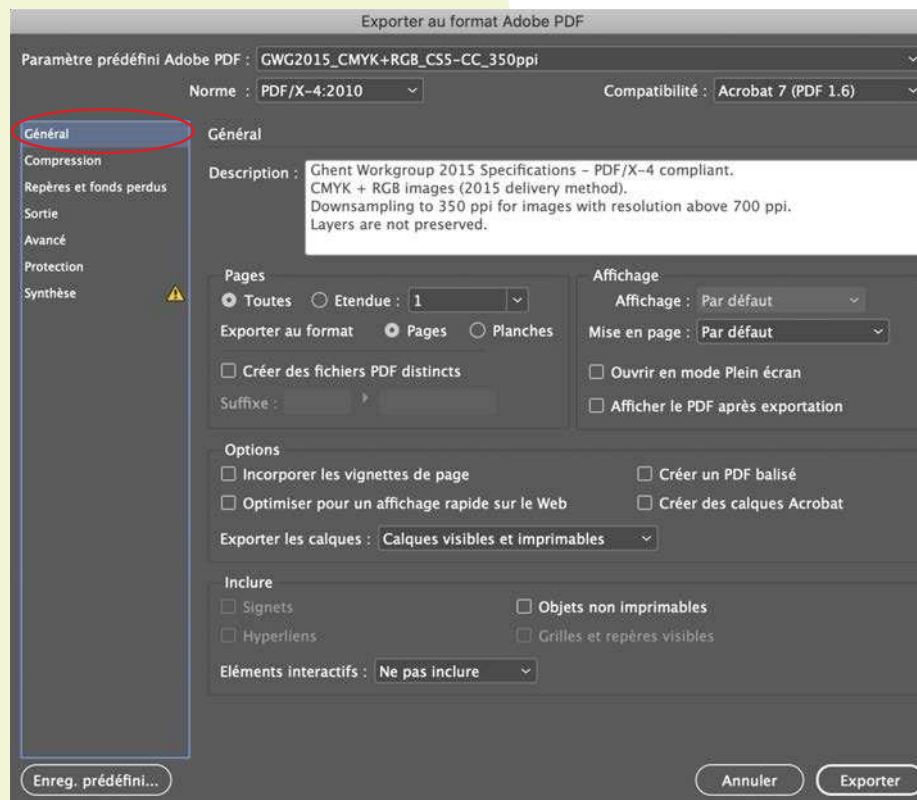 Exporter au format Adobe PDF
Paramètre prédéfini Adobe PDF : GWG2015_CMYK+RGB_CS5-CC_350ppi
Norme : PDF/X-4:2010 Compatibilité : Acrobat 7 (PDF 1.6)
Général
Compression
Repères et fonds perdus
Sortie
Avancé
Protection
Synthèse
Général
Description : Ghent Workgroup 2015 Specifications - PDF/X-4 compliant.
CMYK + RGB images (2015 delivery method).
Downsampling to 350 ppi for images with resolution above 700 ppi.
Layers are not preserved.
Pages
Toutes Etendue : 1
Exporter au format Pages Planches
Créer des fichiers PDF distincts
Suffixe :
Affichage
Affichage : Par défaut
Mise en page : Par défaut
Ouvrir en mode Plein écran
Afficher le PDF après exportation
Options
Incorporer les vignettes de page Créer un PDF balisé
Optimiser pour un affichage rapide sur le Web Créer des calques Acrobat
Exporter les calques : Calques visibles et imprimables
Inclure
Signets Objets non imprimables
Hyperliens Grilles et repères visibles
Eléments interactifs : Ne pas inclure
Enreg. prédéfini... Annuler Exporter